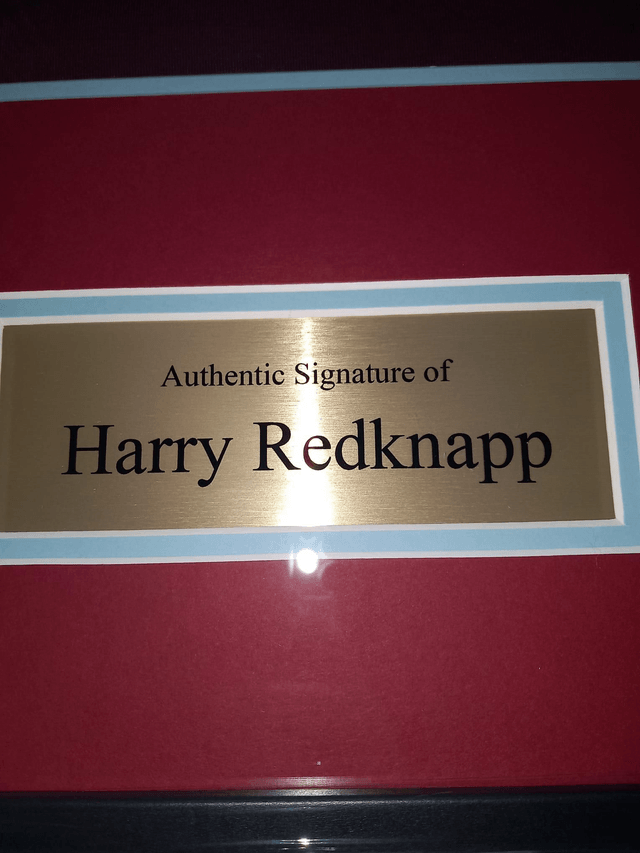 Authentic Signature of
Harry Redknapp